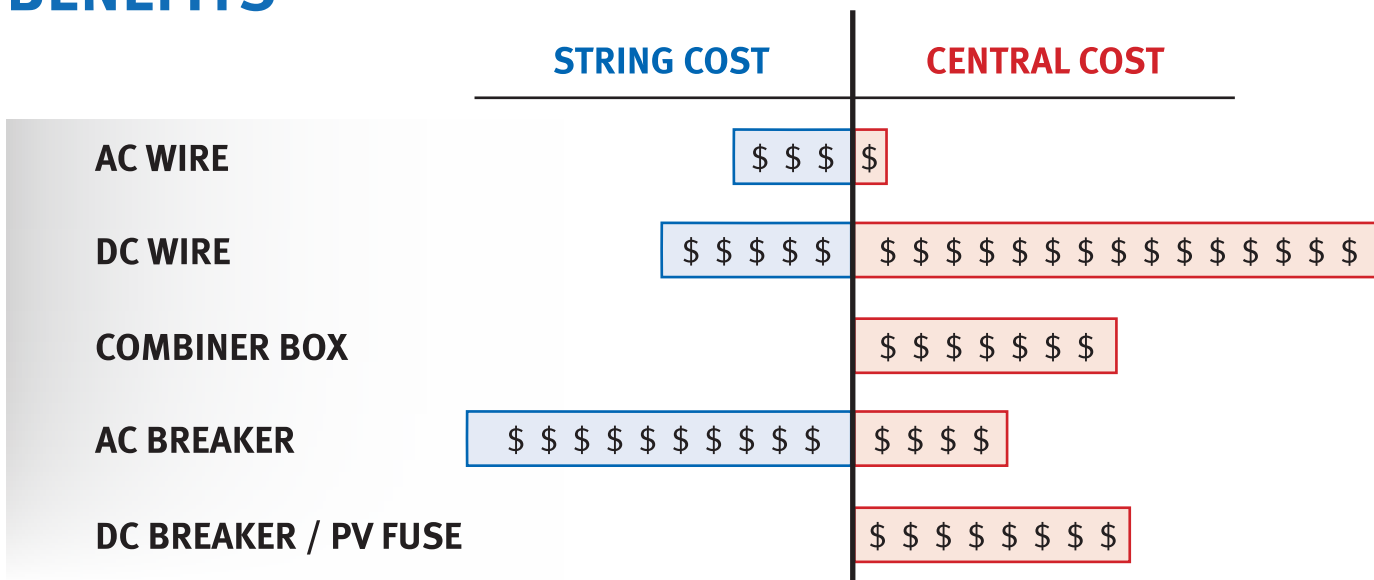 BENEFITS
STRING COST CENTRAL COST
AC WIRE $ $ $ $
DC WIRE $ $ $ $ $ $ $ $ $ $ $ $ $ $ $ $ $ $ $ $
COMBINER BOX $ $ $ $ $ $ $
AC BREAKER $ $ $ $ $ $ $ $ $ $ $ $ $ $
DC BREAKER / PV FUSE $ $ $ $ $ $ $ $